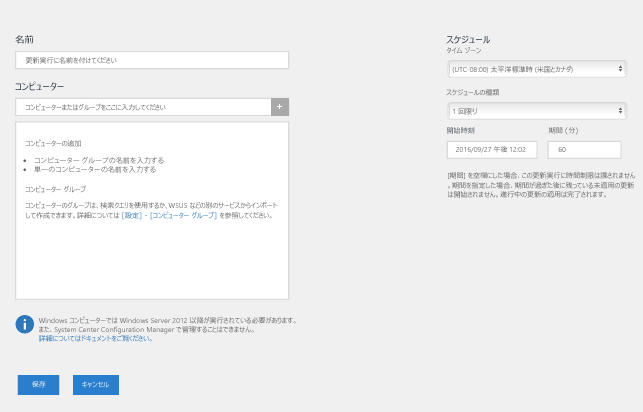 名前
更新実行に名前を付けてください
コンピューター
コンピューターまたはグループをここに入力してください
+
コンピューターの追加
• コンピューター グループの名前を入力する
• 単一のコンピューターの名前を入力する
コンピューター グループ
コンピューターのグループは、検索クエリを使用するか、WSUS などの別のサービスからインポート
して作成できます。詳細については [設定] - [コンピューター グループ] を参照してください。
Windows コンピューターでは Windows Server 2012 以降が実行されている必要があります。
また、System Center Configuration Manager で管理することはできません。
詳細についてはドキュメントをご覧ください。
保存
キャンセル
スケジュール
タイム ゾーン
(UTC-08:00) 太平洋標準時 (米国とカナダ)
スケジュールの種類
1 回限り
開始時刻
期間 (分)
2016/09/27 午後 12:02
60
[期間] を空欄にした場合、この更新実行に時間制限は課されません
。期間を指定した場合、期間が過ぎた後に残っている未適用の更新
は開始されません。進行中の更新の適用は完了されます。